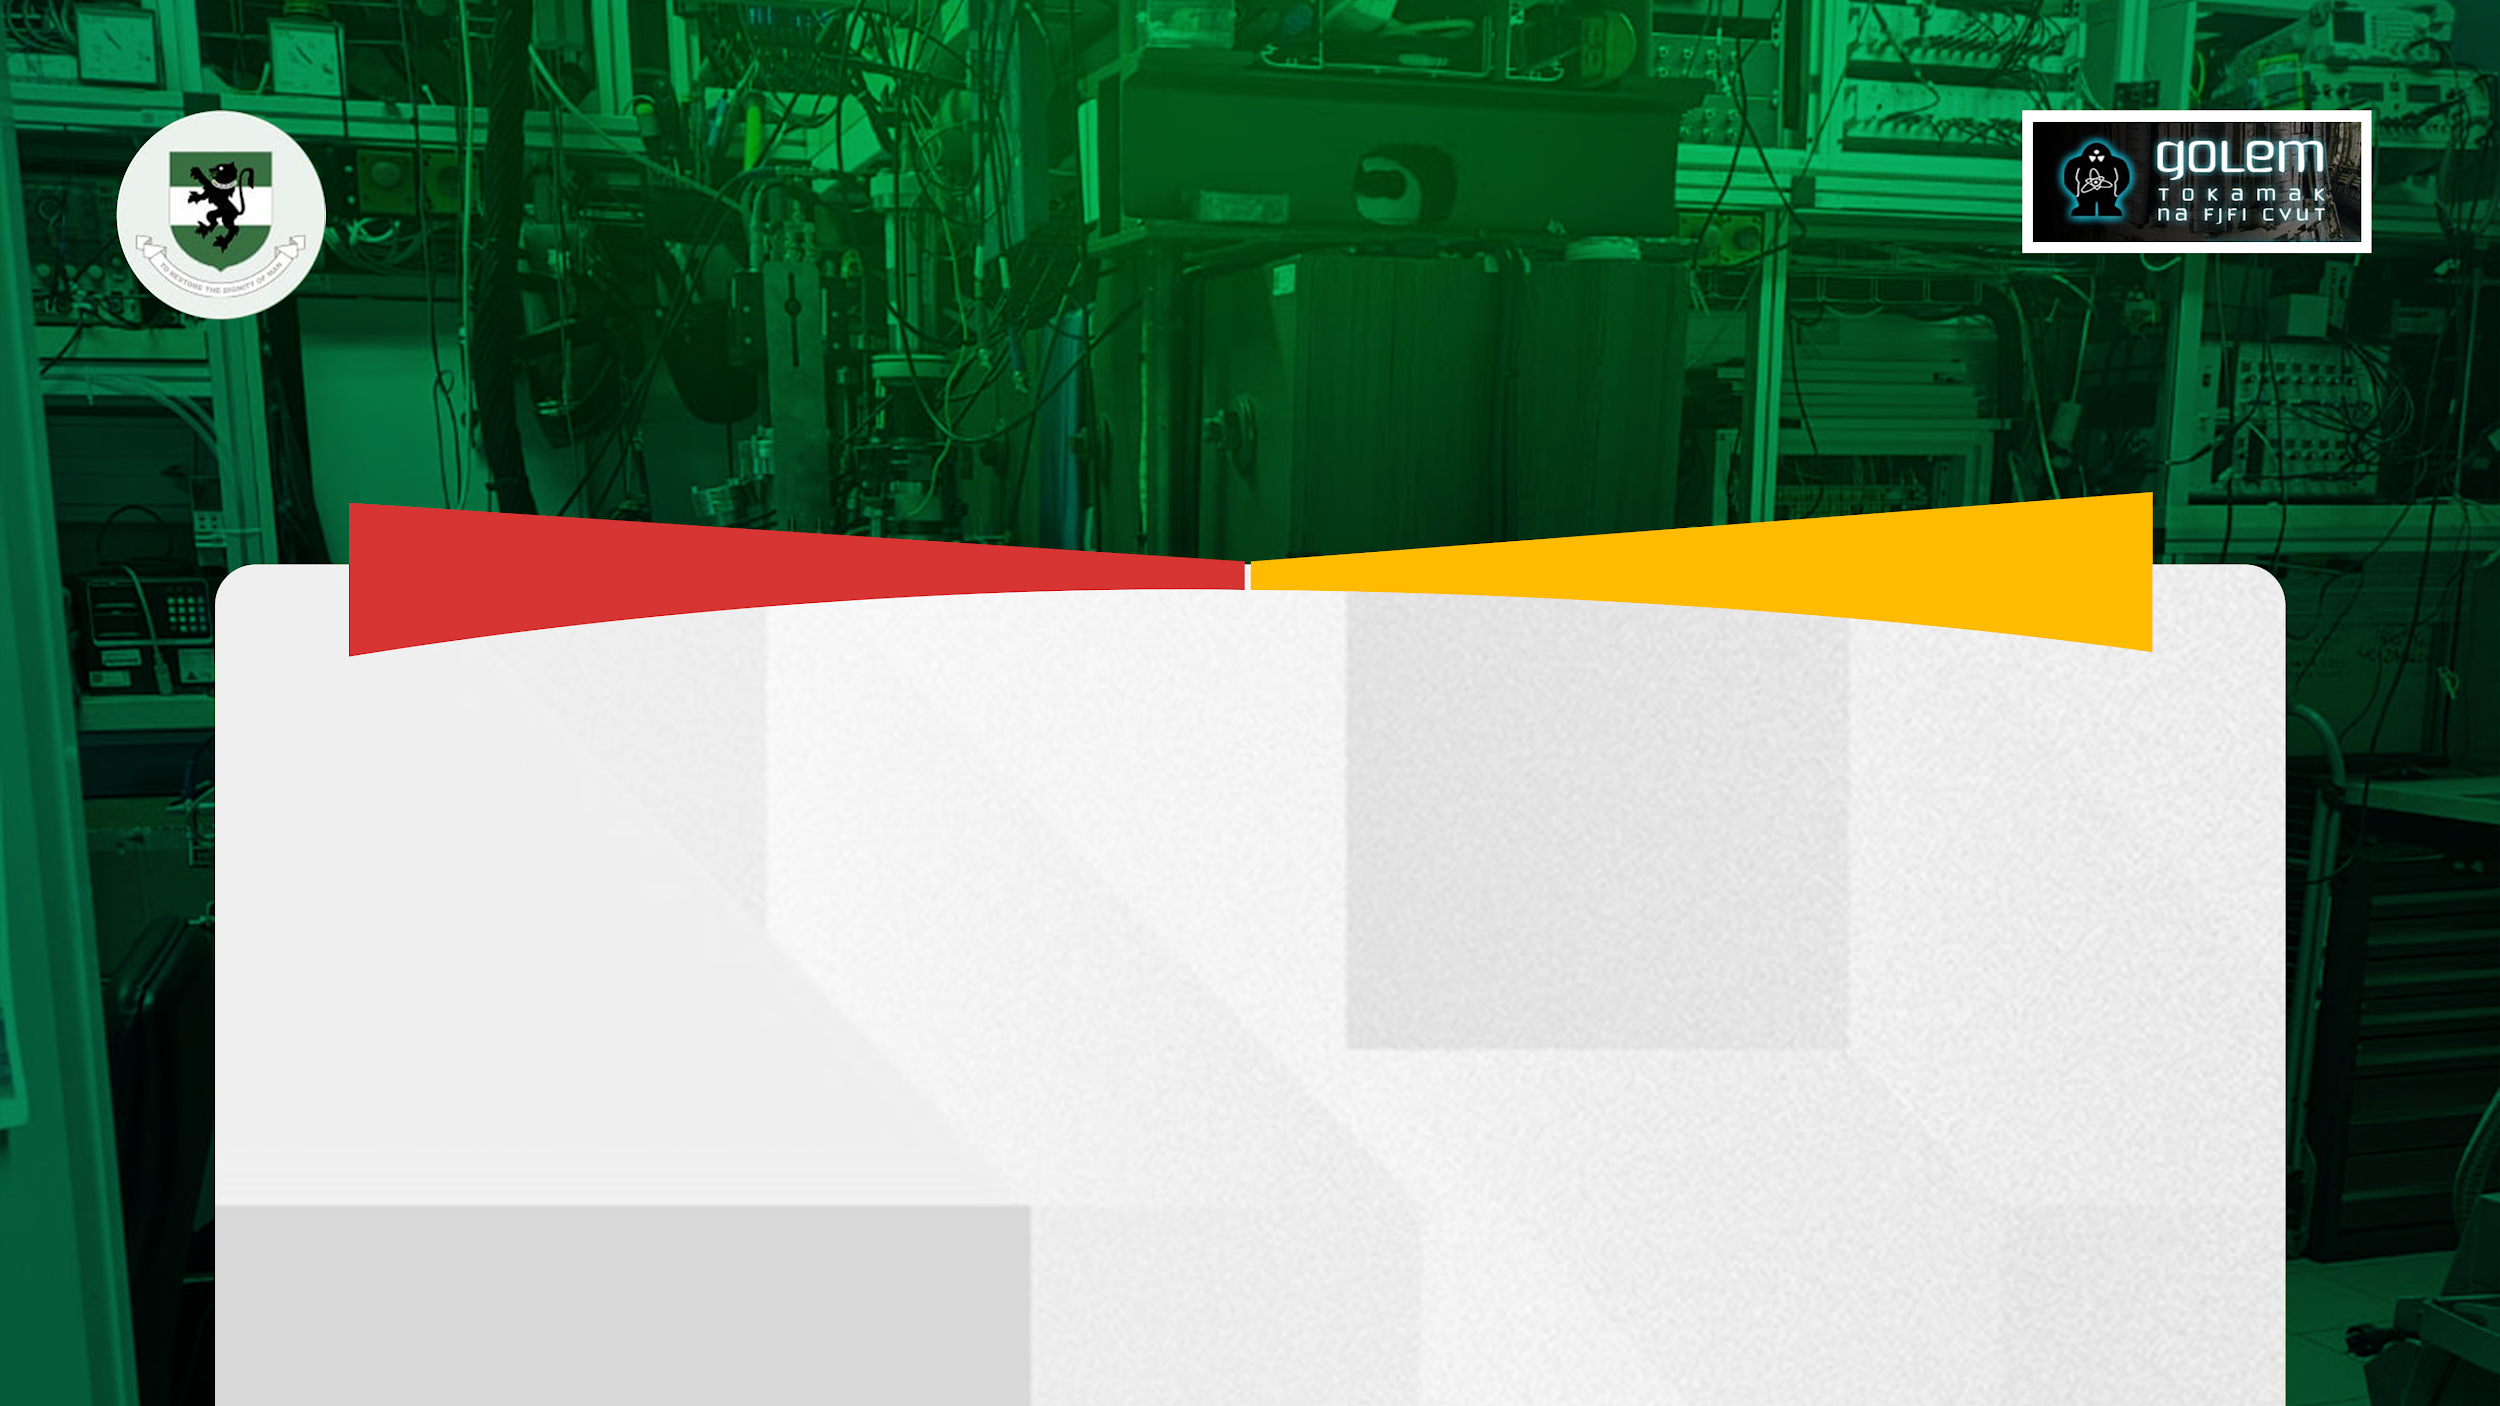 TO RESTORE THE DIGNITY OF MAN
golem
TOKAMAK
na FJFI CVUT